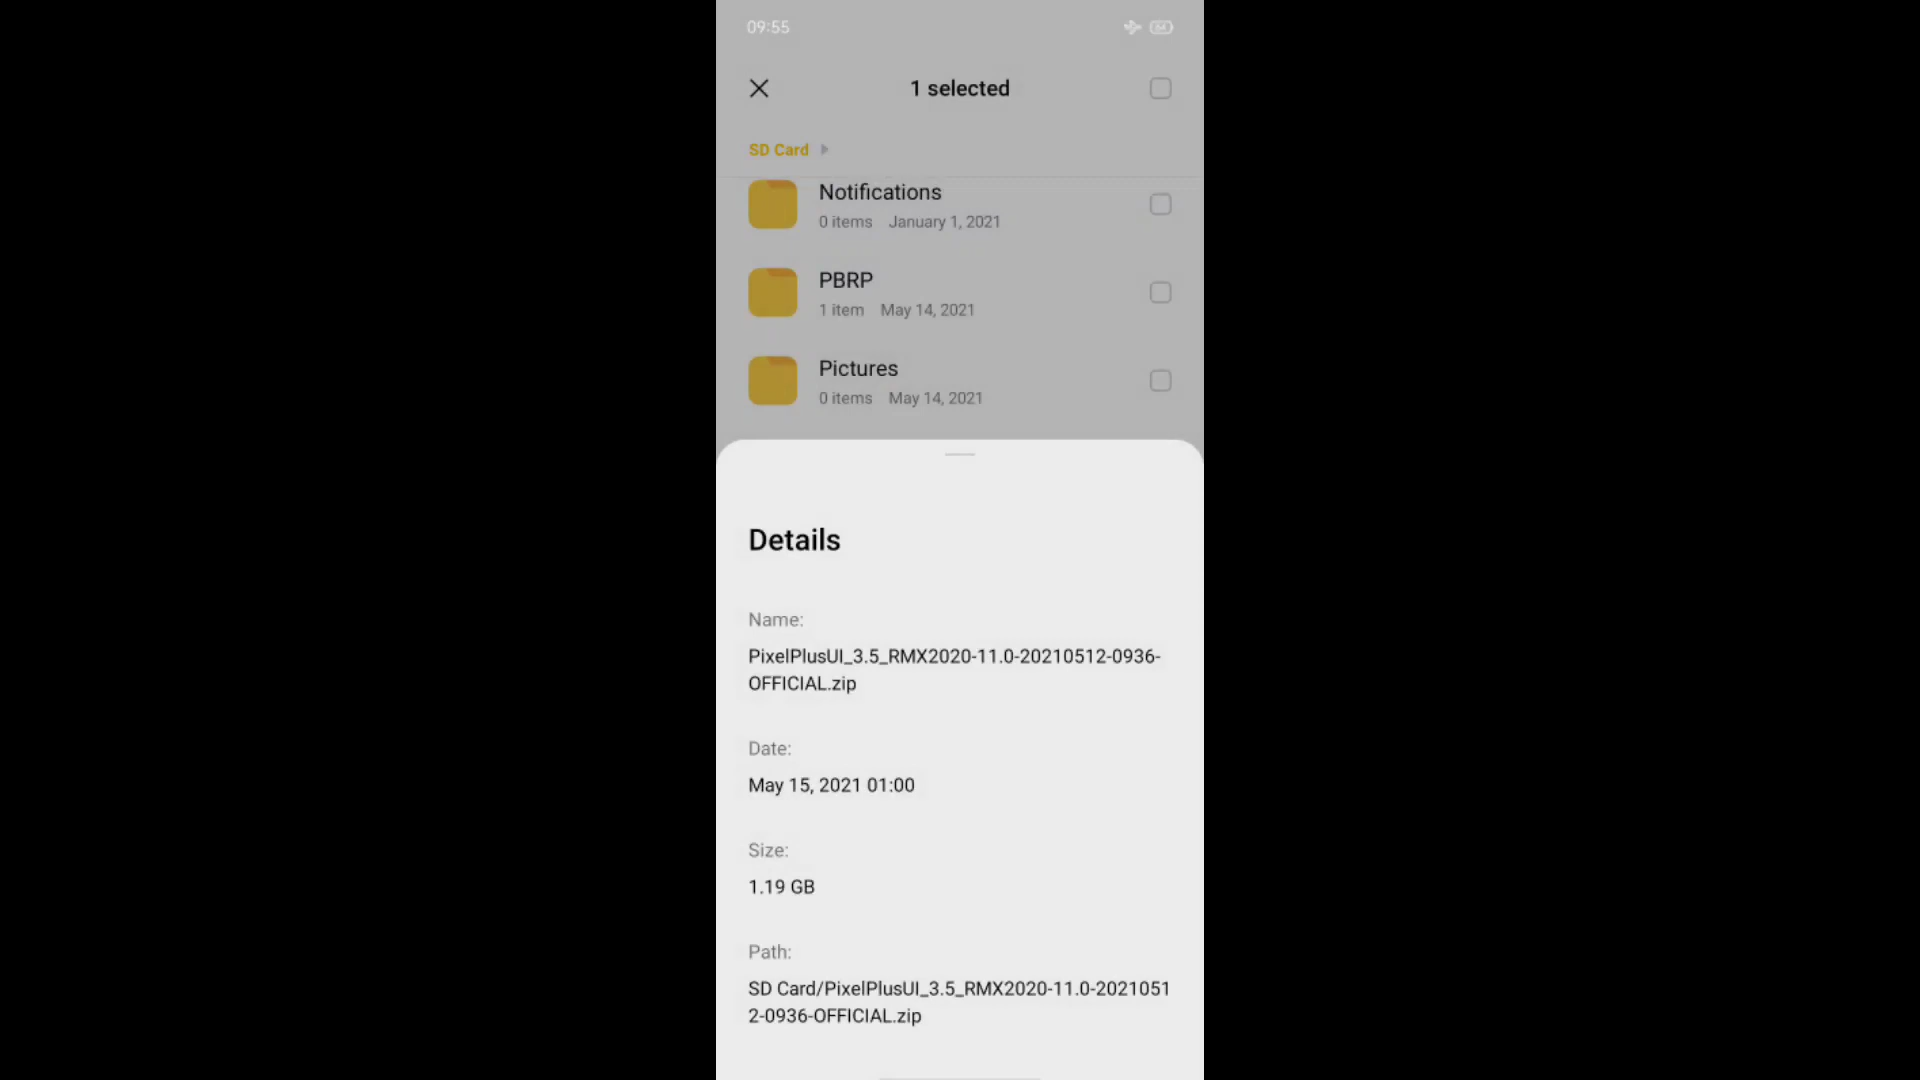 09:55
84
1 selected
SD Card
Notifications
0 items January 1, 2021
PBRP
1 item May 14, 2021
Pictures
0 items May 14, 2021
Details
Name:
PixelPlusUI_3.5_RMX2020-11.0-20210512-0936-
OFFICIAL.zip
Date:
May 15, 2021 01:00
Size:
1.19 GB
Path:
SD Card/PixelPlusUI_3.5_RMX2020-11.0-2021051
2-0936-OFFICIAL.zip